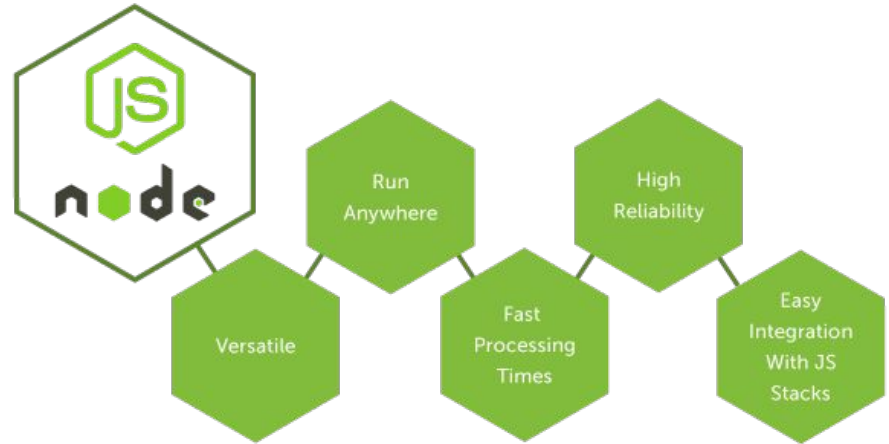 JS
node
Versatile
Run
Anywhere
Fast
Processing
Times
High
Reliability
Easy
Integration
With JS
Stacks